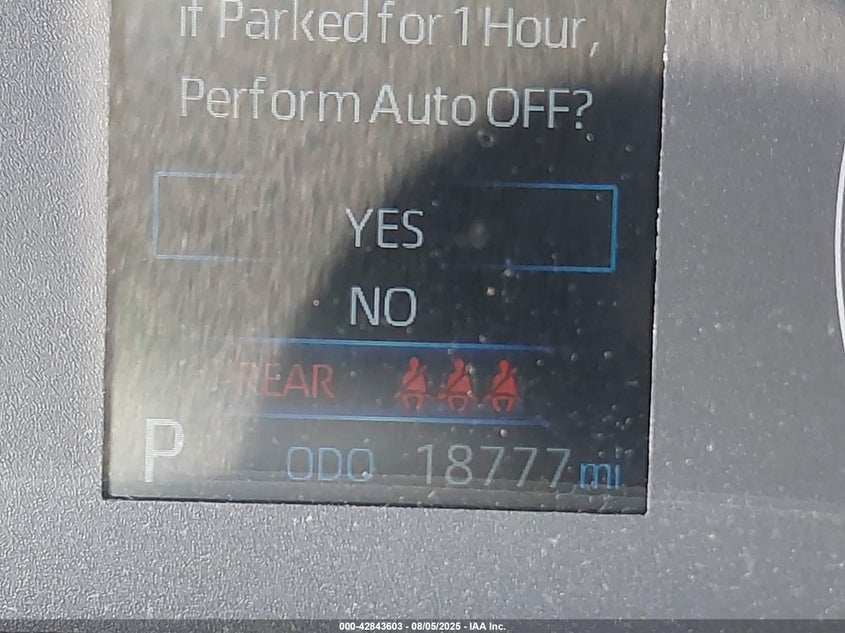 if Parked for 1 Hour,
Perform Auto OFF?
YES
NO
REAR
P ODO 18777 mi
000-42843603 - 08/05/2025 - IAA Inc.